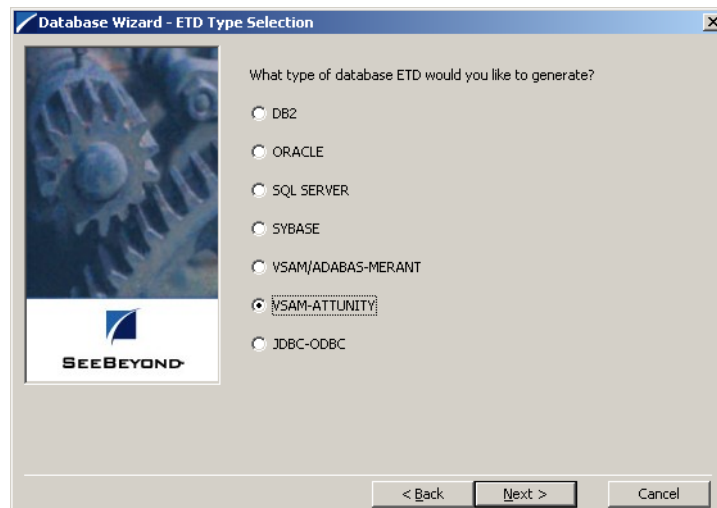 Database Wizard - ETD Type Selection
What type of database ETD would you like to generate?
DB2
ORACLE
SQL SERVER
SYBASE
VSAM/ADABAS-MERANT
VSAM-ATTUNITY
JDBC-ODBC
SEEBEYOND
< Back
Next >
Cancel